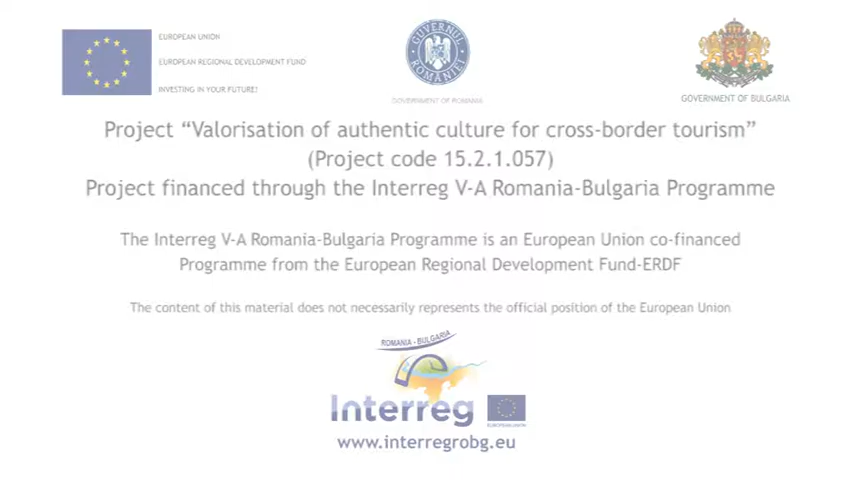 EUROPEAN UNION
EUROPEAN REGIONAL DEVELOPMENT FUND
INVESTING IN YOUR FUTURE!
GUVERNUL ROMÂNIEI
GOVERNMENT OF ROMANIA
GOVERNMENT OF BULGARIA
Project “Valorisation of authentic culture for cross-border tourism”
(Project code 15.2.1.057)
Project financed through the Interreg V-A Romania-Bulgaria Programme
The Interreg V-A Romania-Bulgaria Programme is an European Union co-financed
Programme from the European Regional Development Fund-ERDF
The content of this material does not necessarily represents the official position of the European Union
ROMANIA - BULGARIA
Interreg
EUROPEAN UNION
www.interregrobg.eu